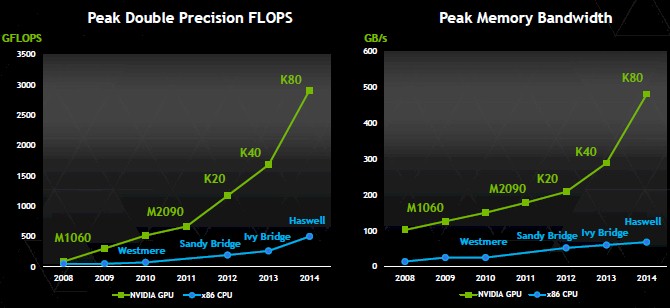 Peak Double Precision FLOPS
GFLOPS
3500
3000
2500
2000
1500
1000
500
0
K80
K40
K20
M2090
M1060
Haswell
Ivy Bridge
Sandy Bridge
Westmere
2008 2009 2010 2011 2012 2013 2014
NVIDIA GPU x86 CPU
Peak Memory Bandwidth
GB/s
600
500
400
300
200
100
0
K80
K40
K20
M2090
M1060
Haswell
Ivy Bridge
Sandy Bridge
Westmere
2008 2009 2010 2011 2012 2013 2014
NVIDIA GPU x86 CPU